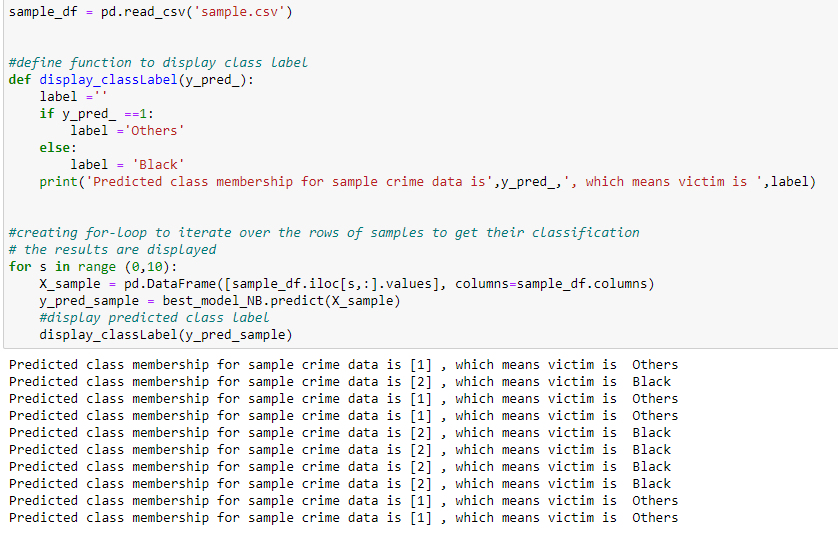 sample_df = pd.read_csv('sample.csv')
#define function to display class label
def display_classLabel(y_pred_):
    label =''
    if y_pred_ ==1:
        label ='Others'
    else:
        label = 'Black'
    print('Predicted class membership for sample crime data is',y_pred_,', which means victim is ',label)
#creating for-loop to iterate over the rows of samples to get their classification
# the results are displayed
for s in range (0,10):
    X_sample = pd.DataFrame([sample_df.iloc[s,:].values], columns=sample_df.columns)
    y_pred_sample = best_model_NB.predict(X_sample)
    #display predicted class label
    display_classLabel(y_pred_sample)
Predicted class membership for sample crime data is [1] , which means victim is  Others
Predicted class membership for sample crime data is [2] , which means victim is  Black
Predicted class membership for sample crime data is [1] , which means victim is  Others
Predicted class membership for sample crime data is [1] , which means victim is  Others
Predicted class membership for sample crime data is [2] , which means victim is  Black
Predicted class membership for sample crime data is [2] , which means victim is  Black
Predicted class membership for sample crime data is [2] , which means victim is  Black
Predicted class membership for sample crime data is [2] , which means victim is  Black
Predicted class membership for sample crime data is [1] , which means victim is  Others
Predicted class membership for sample crime data is [1] , which means victim is  Others